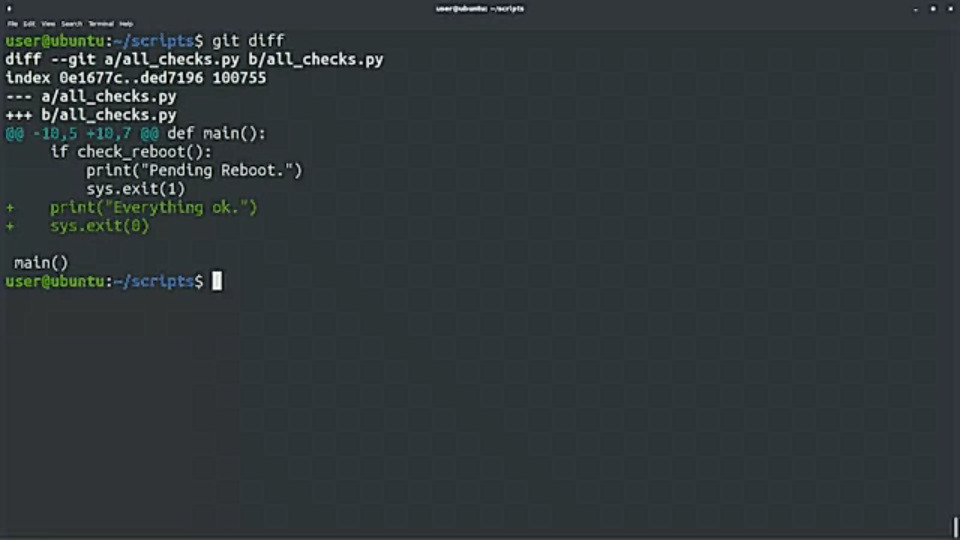 user@ubuntu: ~/scripts
File Edit View Search Terminal Help
user@ubuntu:~/scripts$ git diff
diff --git a/all_checks.py b/all_checks.py
index 0e1677c..ded7196 100755
--- a/all_checks.py
+++ b/all_checks.py
@@ -10,5 +10,7 @@ def main():
     if check_reboot():
         print("Pending Reboot.")
         sys.exit(1)
+    print("Everything ok.")
+    sys.exit(0)
 main()
user@ubuntu:~/scripts$